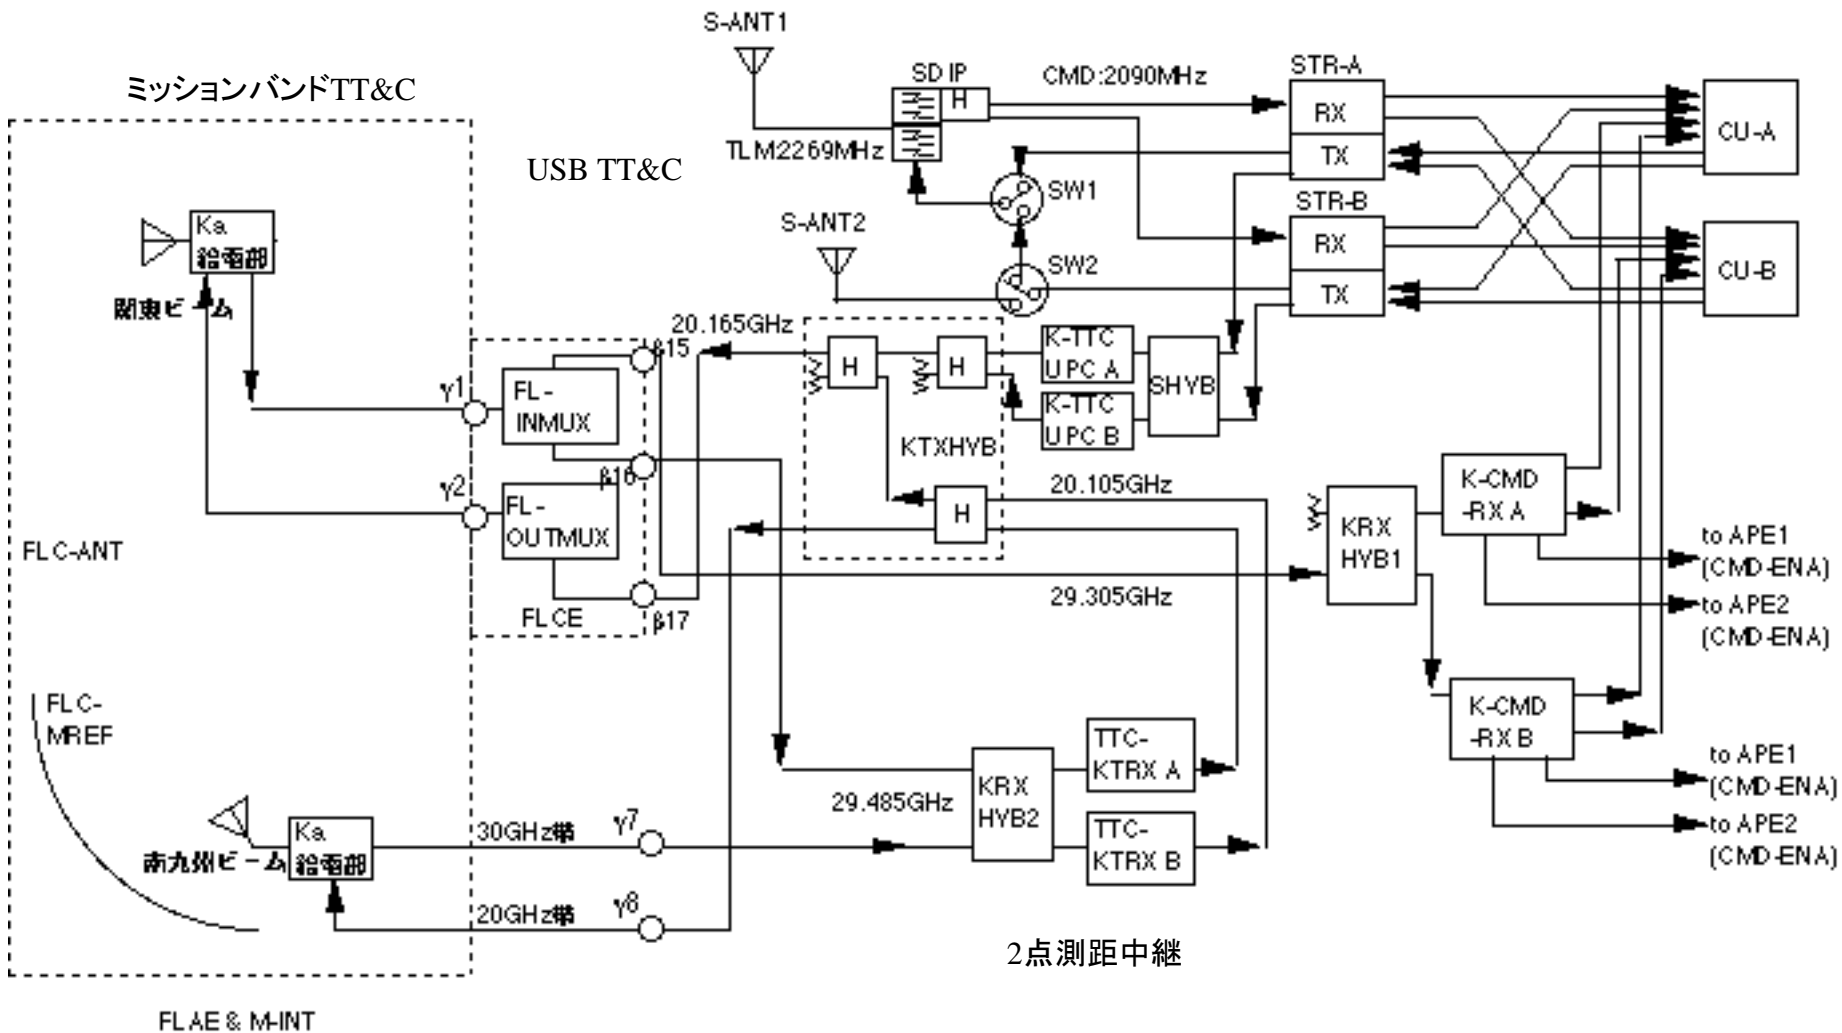 S-ANT1
ミッションバンドTT&C
USB TT&C
SDIP
H
CMD:2090MHz
TLM:2269MHz
STR-A
RX
TX
CU-A
SW1
S-ANT2
SW2
STR-B
RX
TX
CU-B
Ka
給電部
関東ビーム
20.165GHz
β15
γ1
FL-
INMUX
β16
γ2
FL-
OUTMUX
FLCE
β17
H
H
K-TTC
UPC A
K-TTC
UPC B
SHYB
KTXHYB
H
20.105GHz
29.305GHz
KRX
HYB1
K-CMD
-RX A
to APE1
(CMD-ENA)
to APE2
(CMD-ENA)
K-CMD
-RX B
to APE1
(CMD-ENA)
to APE2
(CMD-ENA)
FLC-ANT
FLC-
MREF
南九州ビーム
Ka
給電部
30GHz帯
γ7
20GHz帯
γ8
29.485GHz
KRX
HYB2
TTC-
KTRX A
TTC-
KTRX B
2点測距中継
FLAE & M-INT